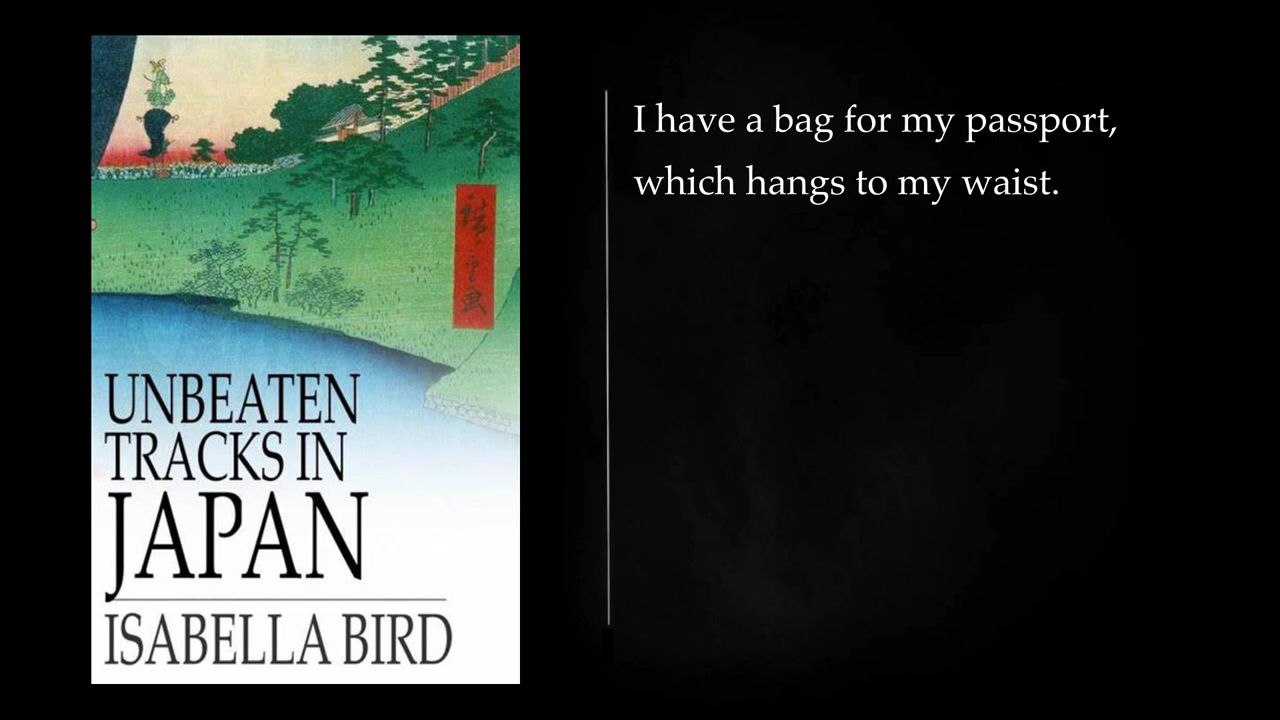 UNBEATEN
TRACKS IN
JAPAN
ISABELLA BIRD
I have a bag for my passport,
which hangs to my waist.